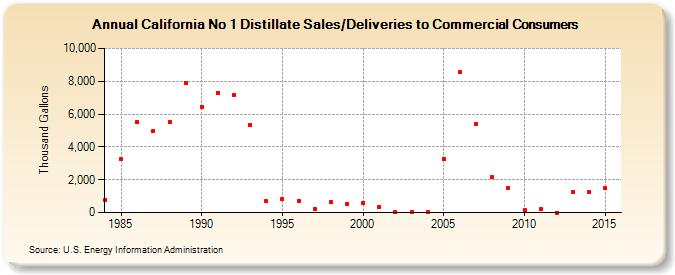 Annual California No 1 Distillate Sales/Deliveries to Commercial Consumers
Thousand Gallons
10,000
8,000
6,000
4,000
2,000
0
1985 1990 1995 2000 2005 2010 2015
Source: U.S. Energy Information Administration